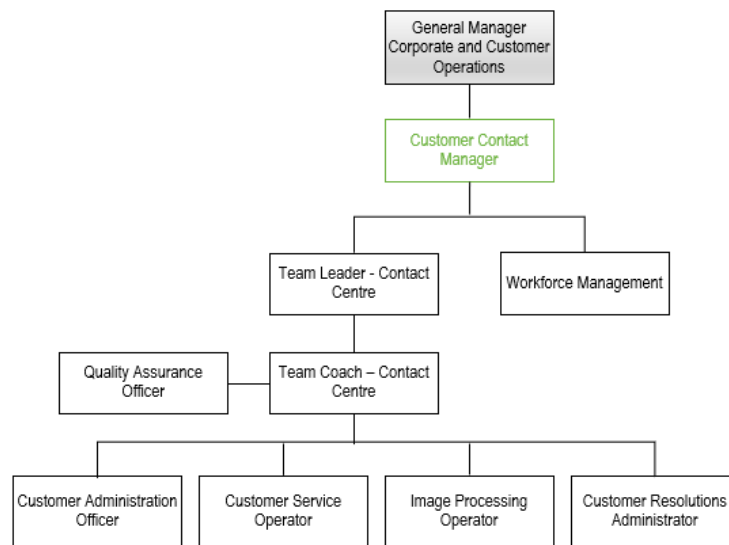 General Manager
Corporate and Customer
Operations
Customer Contact
Manager
Team Leader - Contact
Centre
Workforce Management
Quality Assurance
Officer
Team Coach – Contact
Centre
Customer Administration
Officer
Customer Service
Operator
Image Processing
Operator
Customer Resolutions
Administrator